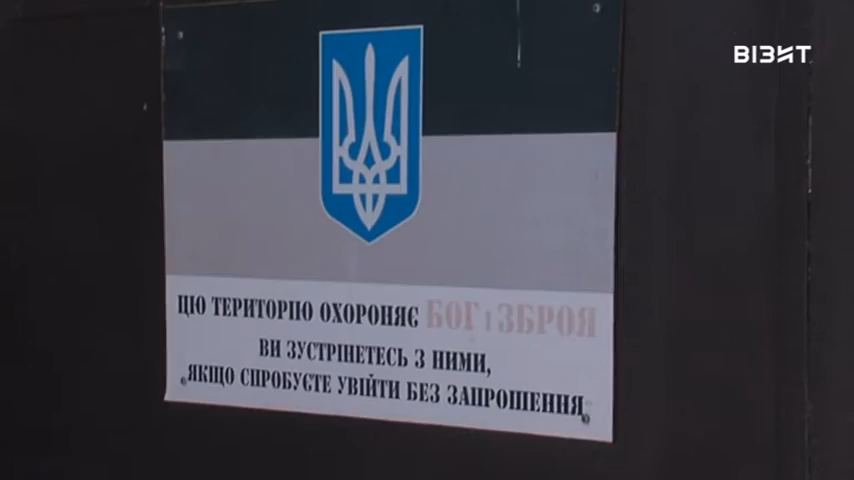 ВІЗИТ
ЦЮ ТЕРИТОРІЮ ОХОРОНЯЄ БОГ І ЗБРОЯ
ВИ ЗУСТРІНЕТЕСЬ З НИМИ,
ЯКЩО СПРОБУЄТЕ УВІЙТИ БЕЗ ЗАПРОШЕННЯ